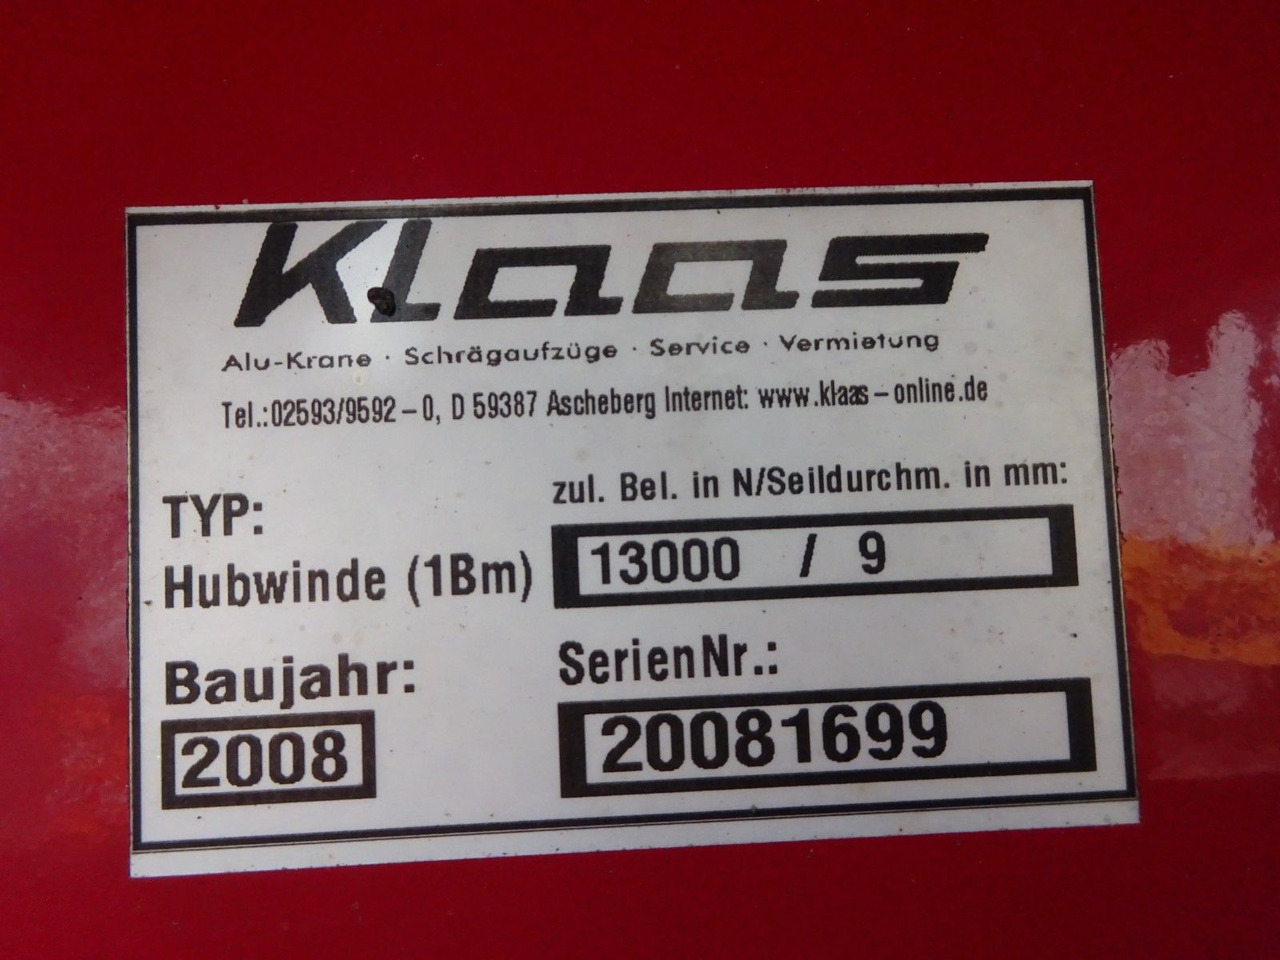 Klaas
Alu-Krane · Schrägaufzüge · Service · Vermietung
Tel.:02593/9592-0, D 59387 Ascheberg Internet: www.klaas-online.de
TYP:
Hubwinde (1Bm)
zul. Bel. in N/Seildurchm. in mm:
13000 / 9
Baujahr:
2008
SerienNr.:
20081699